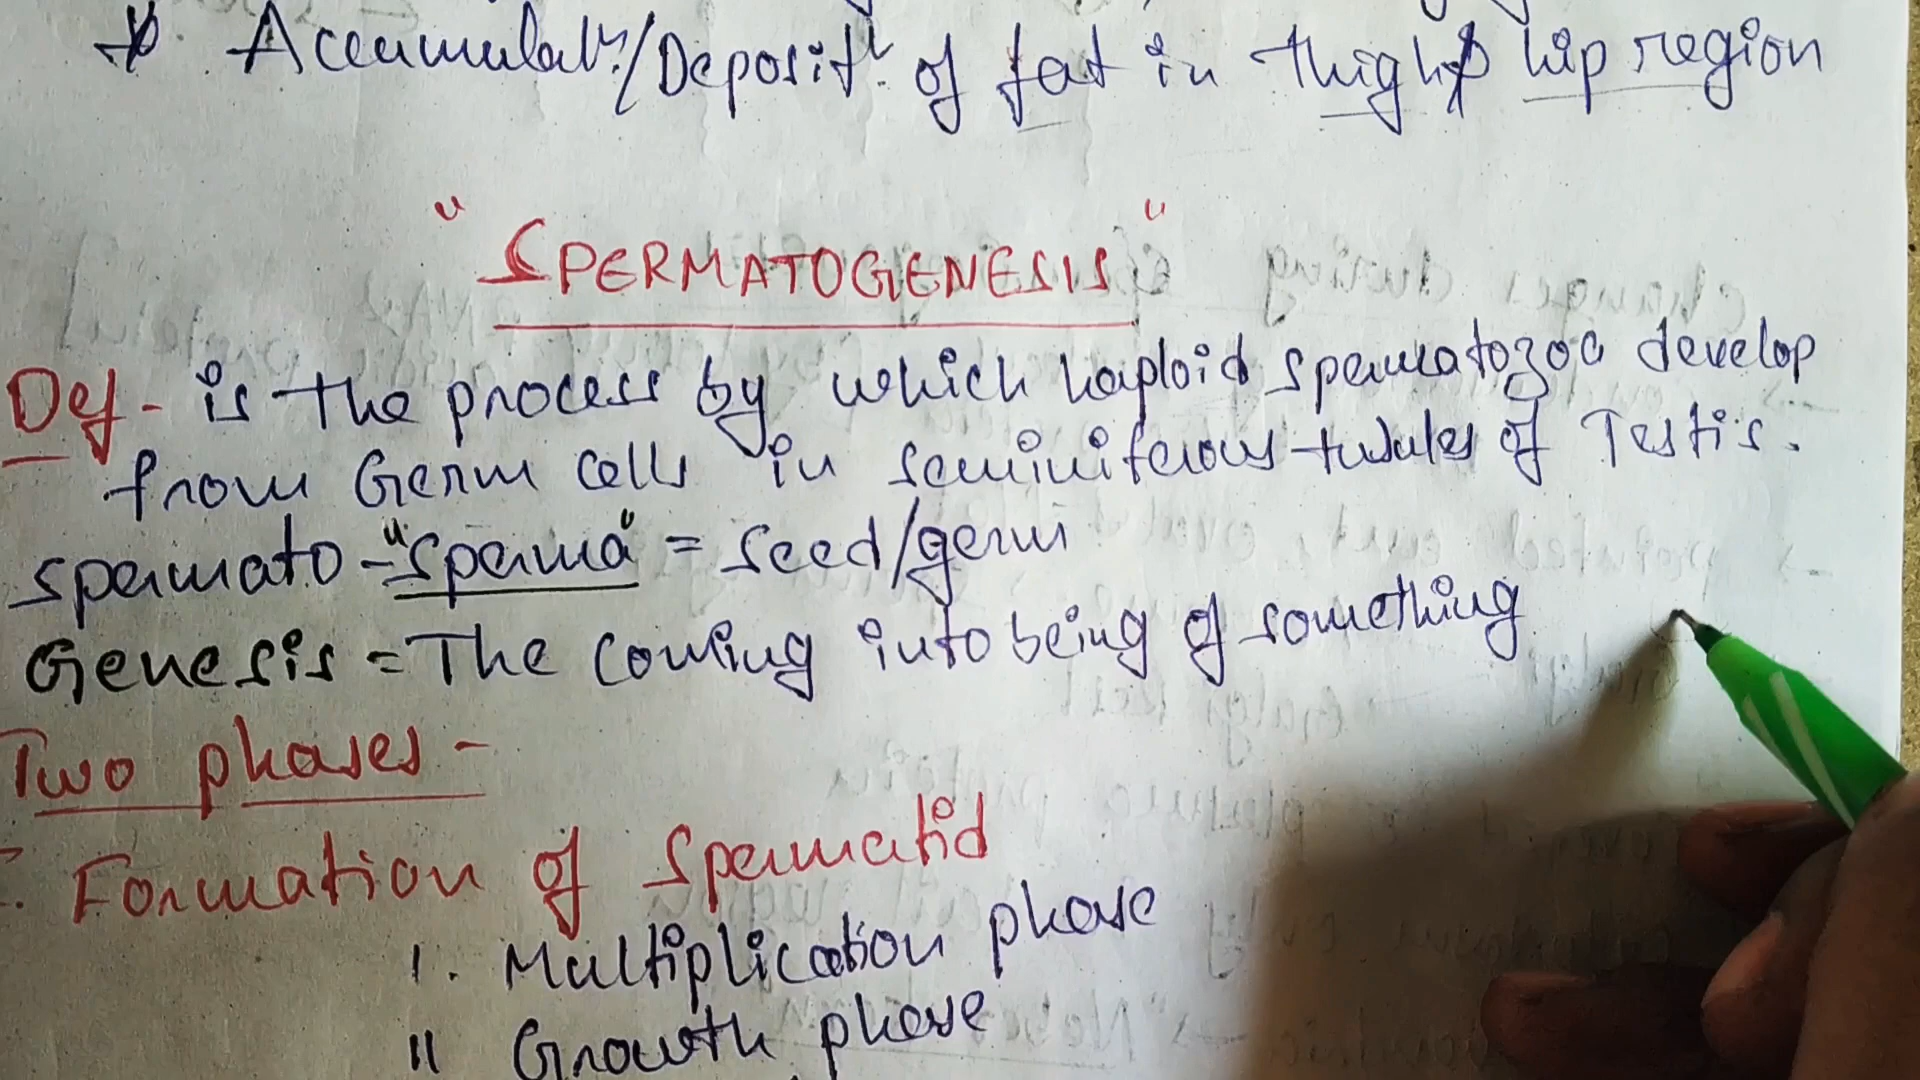 Accumulatn/Depositn of fat in thigh, hip region
"SPERMATOGENESIS"
Def - is the process by which haploid spermatozoa develop
from Germ cells in seminiferous tubules of Testis.
spermato - "sperma" = seed/germ
Genesis = The coming into being of something
Two phases -
Formation of spermatid
I. Multiplication phase
II Growth phase